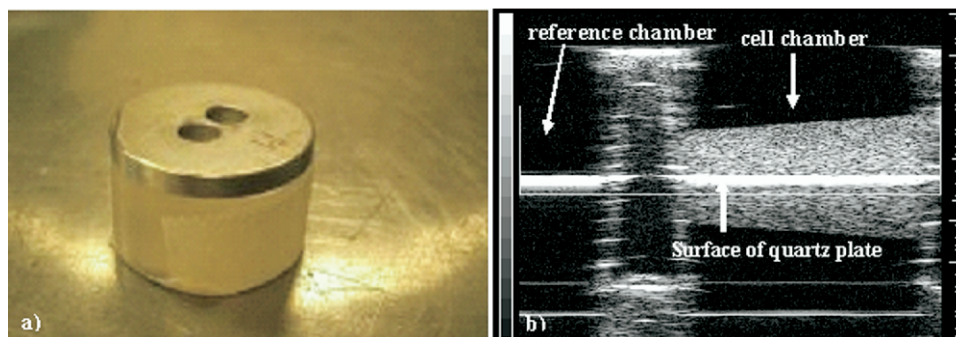 a)
reference chamber
cell chamber
Surface of quartz plate
b)